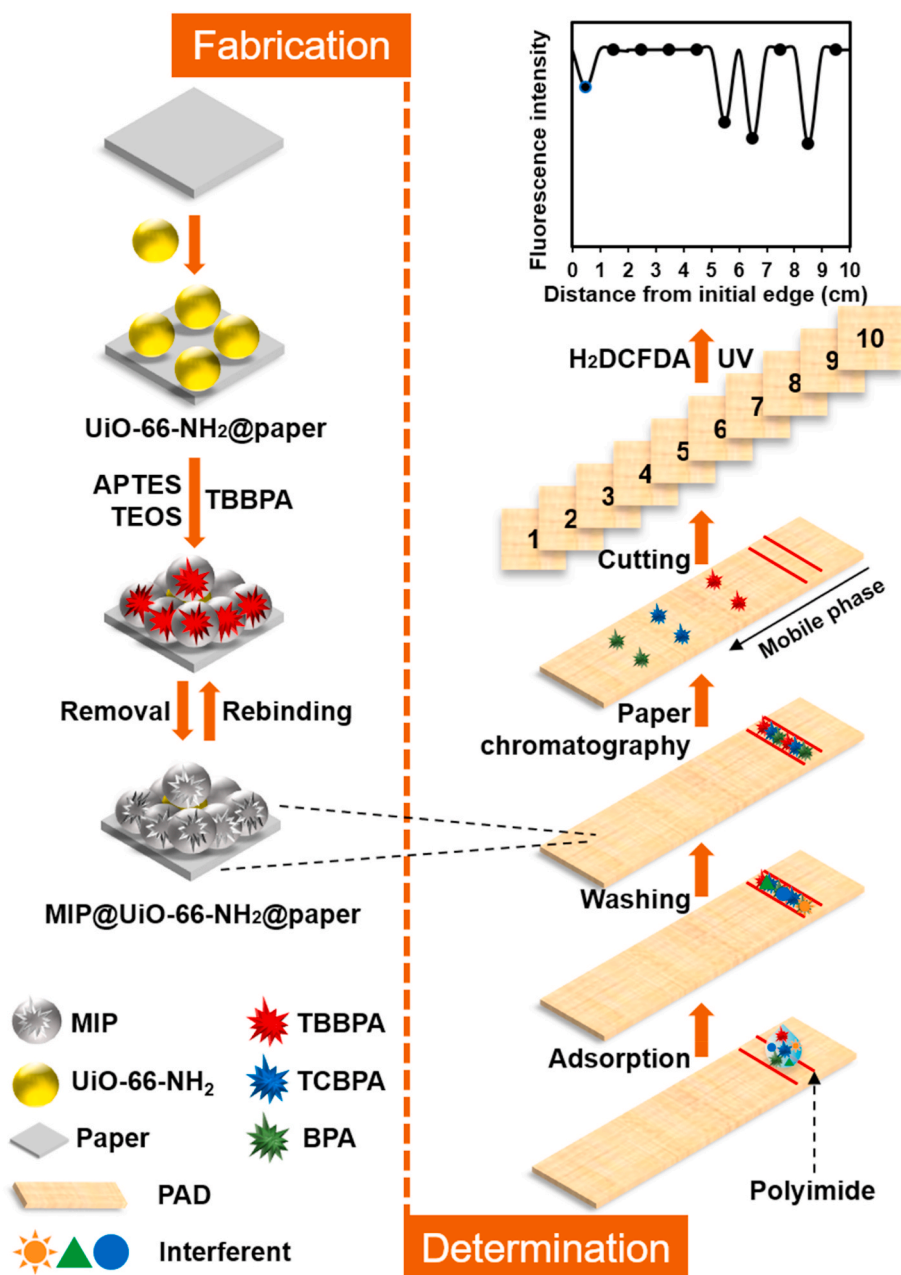 Fabrication
UiO-66-NH₂@paper
APTES
TEOS
TBBPA
Removal
Rebinding
MIP@UiO-66-NH₂@paper
MIP
TBBPA
UiO-66-NH₂
TCBPA
Paper
BPA
PAD
Interferent
Fluorescence intensity
0 1 2 3 4 5 6 7 8 9 10
Distance from initial edge (cm)
H₂DCFDA
UV
10
9
8
7
6
5
4
3
2
1
Cutting
Mobile phase
Paper
chromatography
Washing
Adsorption
Polyimide
Determination